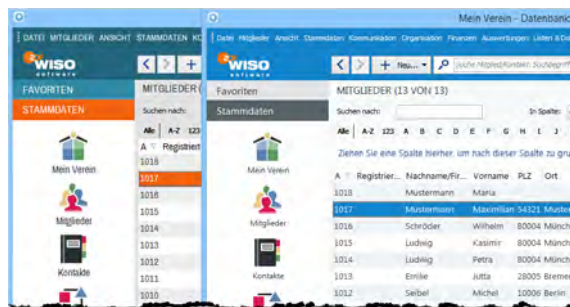 DATEI MITGLIEDER ANSICHT STAMMDATEN KO
WISO
software
FAVORITEN
MITGLIEDER (
STAMMDATEN
Suchen nach:
Alle A-Z 123
A Registriert
Mein Verein
1018
1017
1016
Mitglieder
1015
1014
1013
1012
Kontakte
1011
1010
Mein Verein - Datenbank
Datei Mitglieder Ansicht Stammdaten Kommunikation Organisation Finanzen Auswertungen Listen & Da
WISO
software
Neu...
Suche Mitglied/Kontakt: Suchbegriff
Favoriten
MITGLIEDER (13 VON 13)
Stammdaten
Suchen nach:
In Spalte:
Alle A-Z 123 A B C D E F G H I J
Ziehen Sie eine Spalte hierher, um nach dieser Spalte zu gru
A Registrier... Nachname/Fir... Vorname PLZ Ort
Mein Verein
1018 Mustermann Maria
1017 Mustermann Maximilian 54321 Muster
1016 Schröder Wilhelm 80004 Münch
Mitglieder
1015 Ludwig Kasimir 80004 Münch
1014 Ludwig Petra 80004 Münch
1013 Emilie Jutta 28005 Bremen
Kontakte
1012 Seibel Michel 10006 Berlin